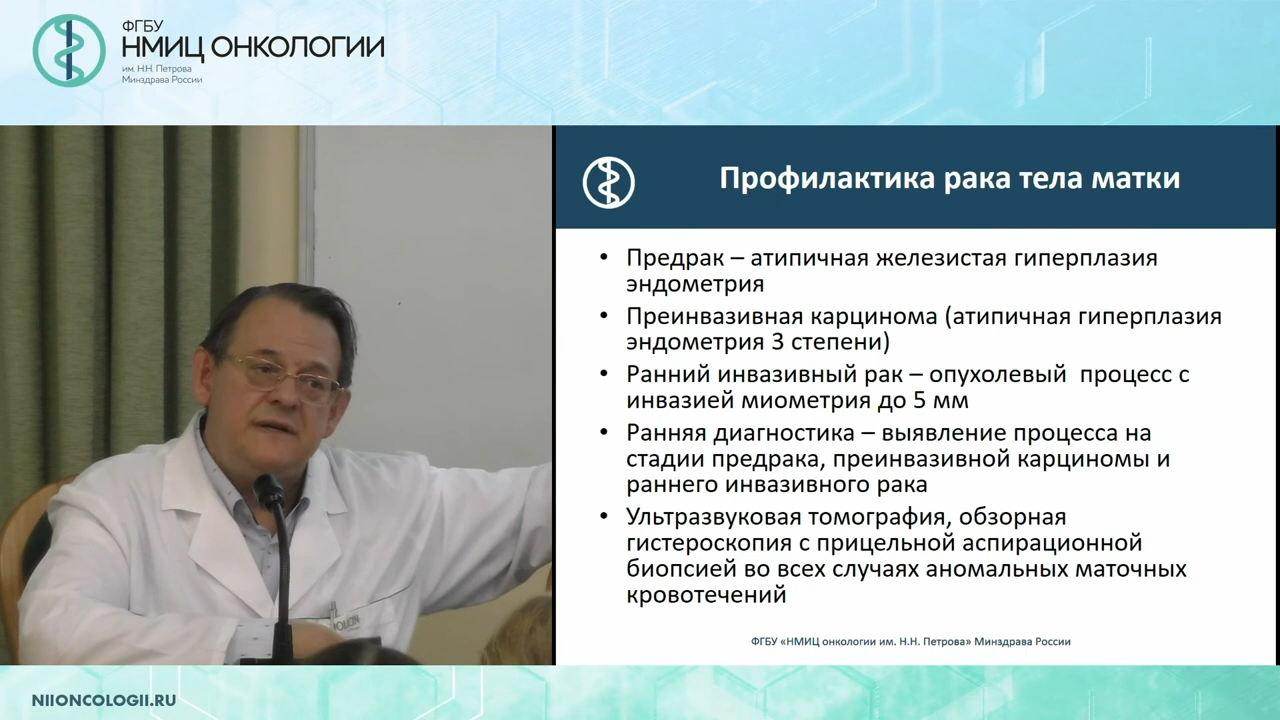 ФГБУ
НМИЦ ОНКОЛОГИИ
им. Н.Н. Петрова
Минздрава России
Профилактика рака тела матки
• Предрак – атипичная железистая гиперплазия
эндометрия
• Преинвазивная карцинома (атипичная гиперплазия
эндометрия 3 степени)
• Ранний инвазивный рак – опухолевый процесс с
инвазией миометрия до 5 мм
• Ранняя диагностика – выявление процесса на
стадии предрака, преинвазивной карциномы и
раннего инвазивного рака
• Ультразвуковая томография, обзорная
гистероскопия с прицельной аспирационной
биопсией во всех случаях аномальных маточных
кровотечений
ФГБУ «НМИЦ онкологии им. Н.Н. Петрова» Минздрава России
NIIONCOLOGII.RU